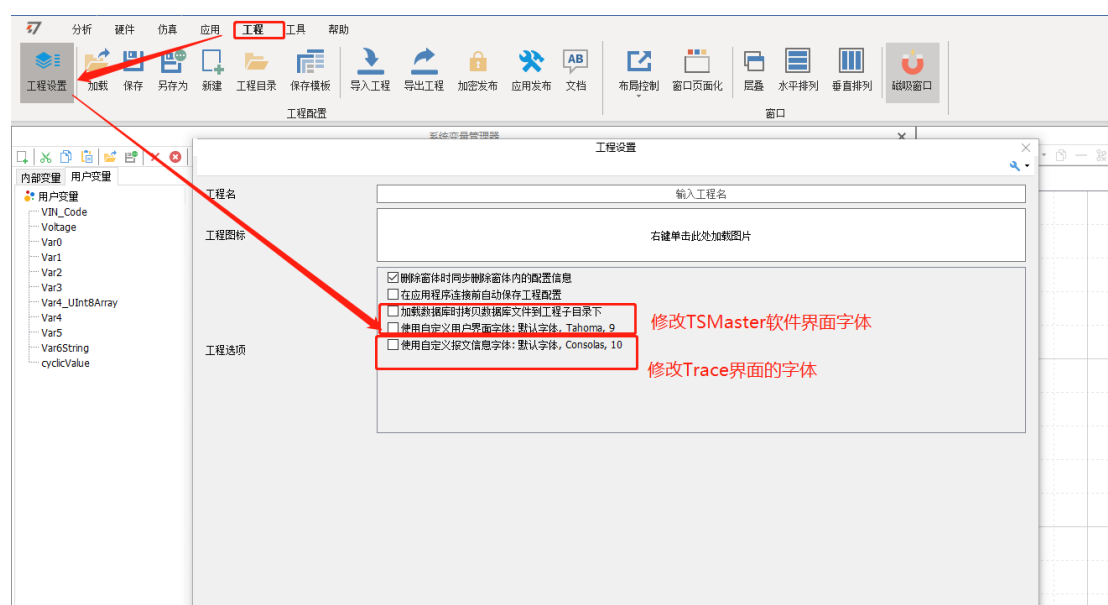 分析 硬件 仿真 应用 工程 工具 帮助
工程设置 加载 保存 另存为 新建 工程目录 保存模板 导入工程 导出工程 加密发布 应用发布 文档 布局控制 窗口页面化 层叠 水平排列 垂直排列 磁吸窗口
AB
工程配置 窗口
系统变量管理器
工程设置
内部变量 用户变量
用户变量
VIN_Code
Voltage
Var0
Var1
Var2
Var3
Var4_UInt8Array
Var4
Var5
Var6String
cyclicValue
工程名 输入工程名
工程图标 右键单击此处加载图片
工程选项
删除窗体时同步删除窗体内的配置信息
在应用程序连接前自动保存工程配置
加载数据库时拷贝数据库文件到工程子目录下
使用自定义用户界面字体: 默认字体, Tahoma, 9
使用自定义报文信息字体: 默认字体, Consolas, 10
修改TSMaster软件界面字体
修改Trace界面的字体